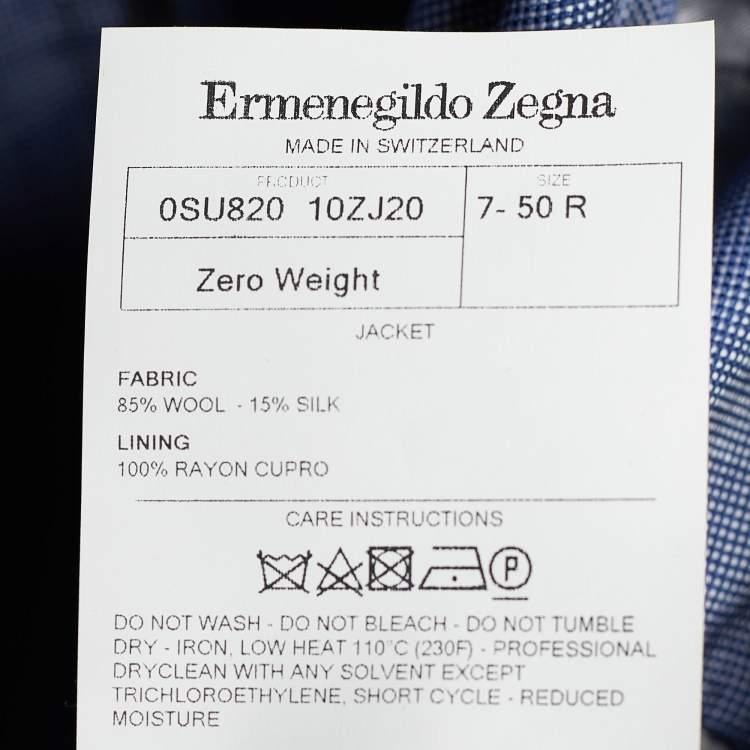 Ermenegildo Zegna
MADE IN SWITZERLAND
PRODUCT SIZE
0SU820 10ZJ20 7- 50 R
Zero Weight
JACKET
FABRIC
85% WOOL - 15% SILK
LINING
100% RAYON CUPRO
CARE INSTRUCTIONS
P
DO NOT WASH - DO NOT BLEACH - DO NOT TUMBLE
DRY - IRON, LOW HEAT 110°C (230F) - PROFESSIONAL
DRYCLEAN WITH ANY SOLVENT EXCEPT
TRICHLOROETHYLENE, SHORT CYCLE - REDUCED
MOISTURE